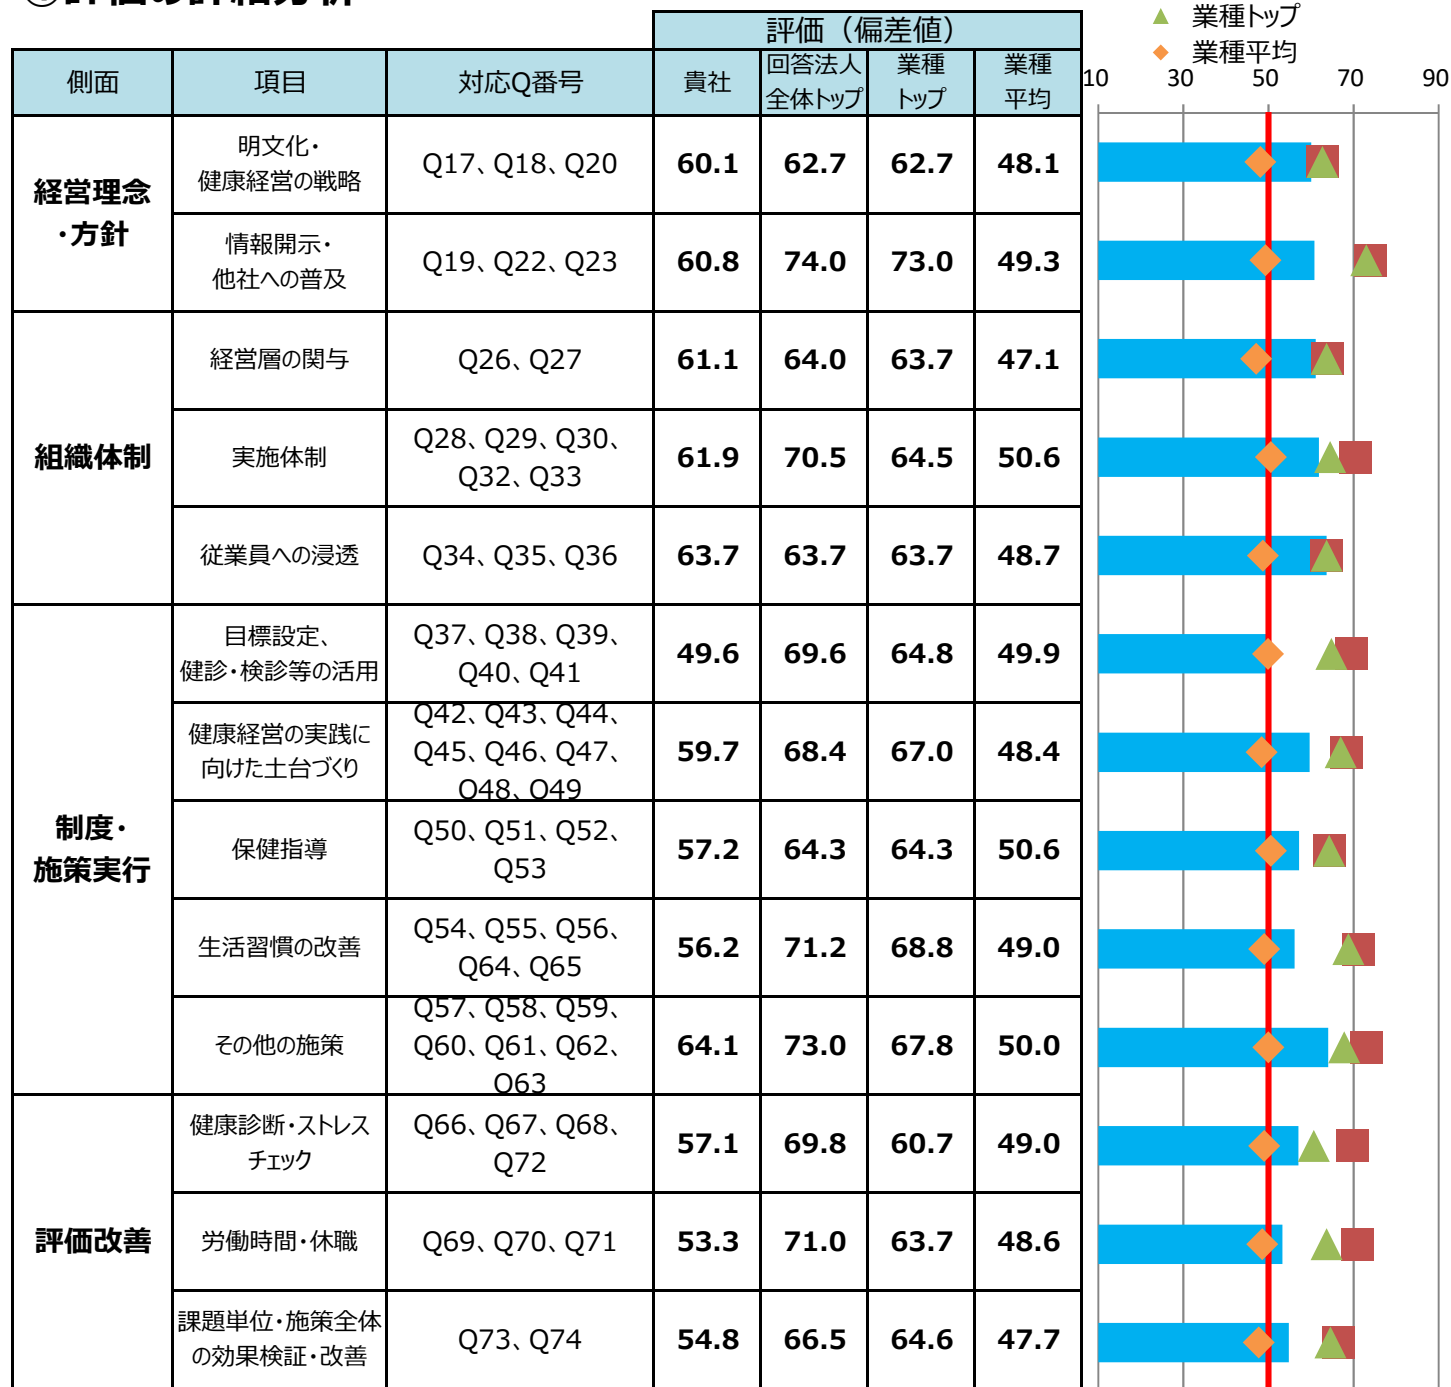 ③評価の詳細分析
▲ 業種トップ
◆ 業種平均
評価（偏差値）
側面 項目 対応Q番号 貴社 回答法人全体トップ 業種トップ 業種平均
10 30 50 70 90
経営理念・方針
明文化・健康経営の戦略 Q17、Q18、Q20 60.1 62.7 62.7 48.1
情報開示・他社への普及 Q19、Q22、Q23 60.8 74.0 73.0 49.3
組織体制
経営層の関与 Q26、Q27 61.1 64.0 63.7 47.1
実施体制 Q28、Q29、Q30、Q32、Q33 61.9 70.5 64.5 50.6
従業員への浸透 Q34、Q35、Q36 63.7 63.7 63.7 48.7
制度・施策実行
目標設定、健診・検診等の活用 Q37、Q38、Q39、Q40、Q41 49.6 69.6 64.8 49.9
健康経営の実践に向けた土台づくり Q42、Q43、Q44、Q45、Q46、Q47、Q48、Q49 59.7 68.4 67.0 48.4
保健指導 Q50、Q51、Q52、Q53 57.2 64.3 64.3 50.6
生活習慣の改善 Q54、Q55、Q56、Q64、Q65 56.2 71.2 68.8 49.0
その他の施策 Q57、Q58、Q59、Q60、Q61、Q62、Q63 64.1 73.0 67.8 50.0
評価改善
健康診断・ストレスチェック Q66、Q67、Q68、Q72 57.1 69.8 60.7 49.0
労働時間・休職 Q69、Q70、Q71 53.3 71.0 63.7 48.6
課題単位・施策全体の効果検証・改善 Q73、Q74 54.8 66.5 64.6 47.7